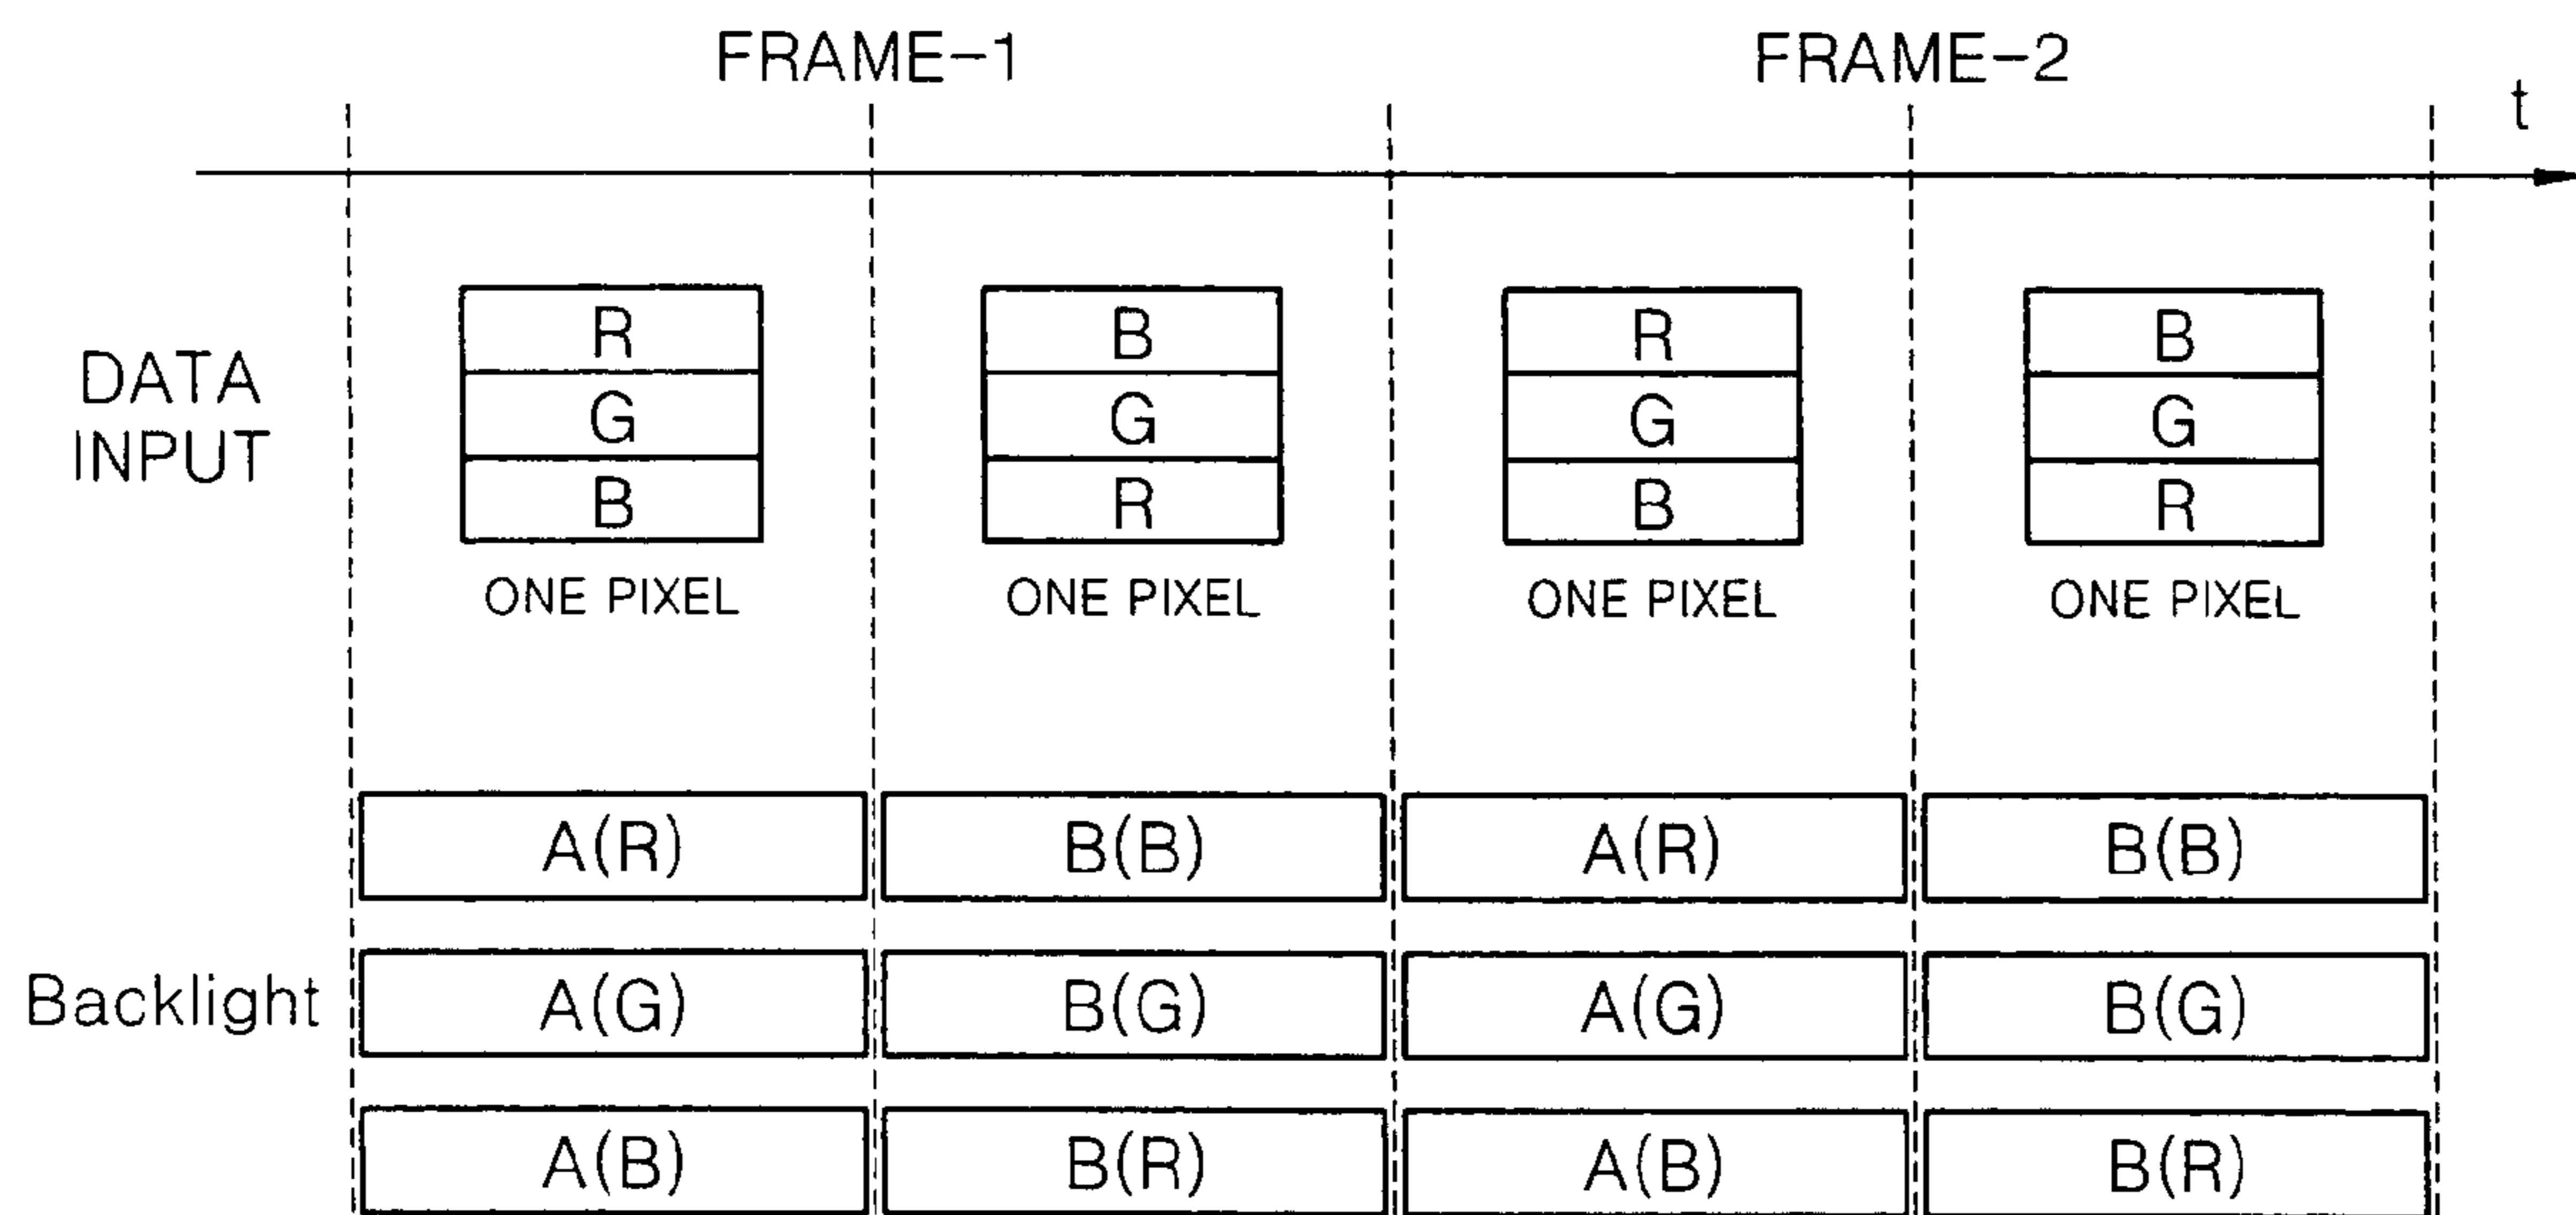 FRAME-1 FRAME-2
t
R B R B
DATA
INPUT
G G G G
B R B R
ONE PIXEL ONE PIXEL ONE PIXEL ONE PIXEL
A(R) B(B) A(R) B(B)
Backlight A(G) B(G) A(G) B(G)
A(B) B(R) A(B) B(R)